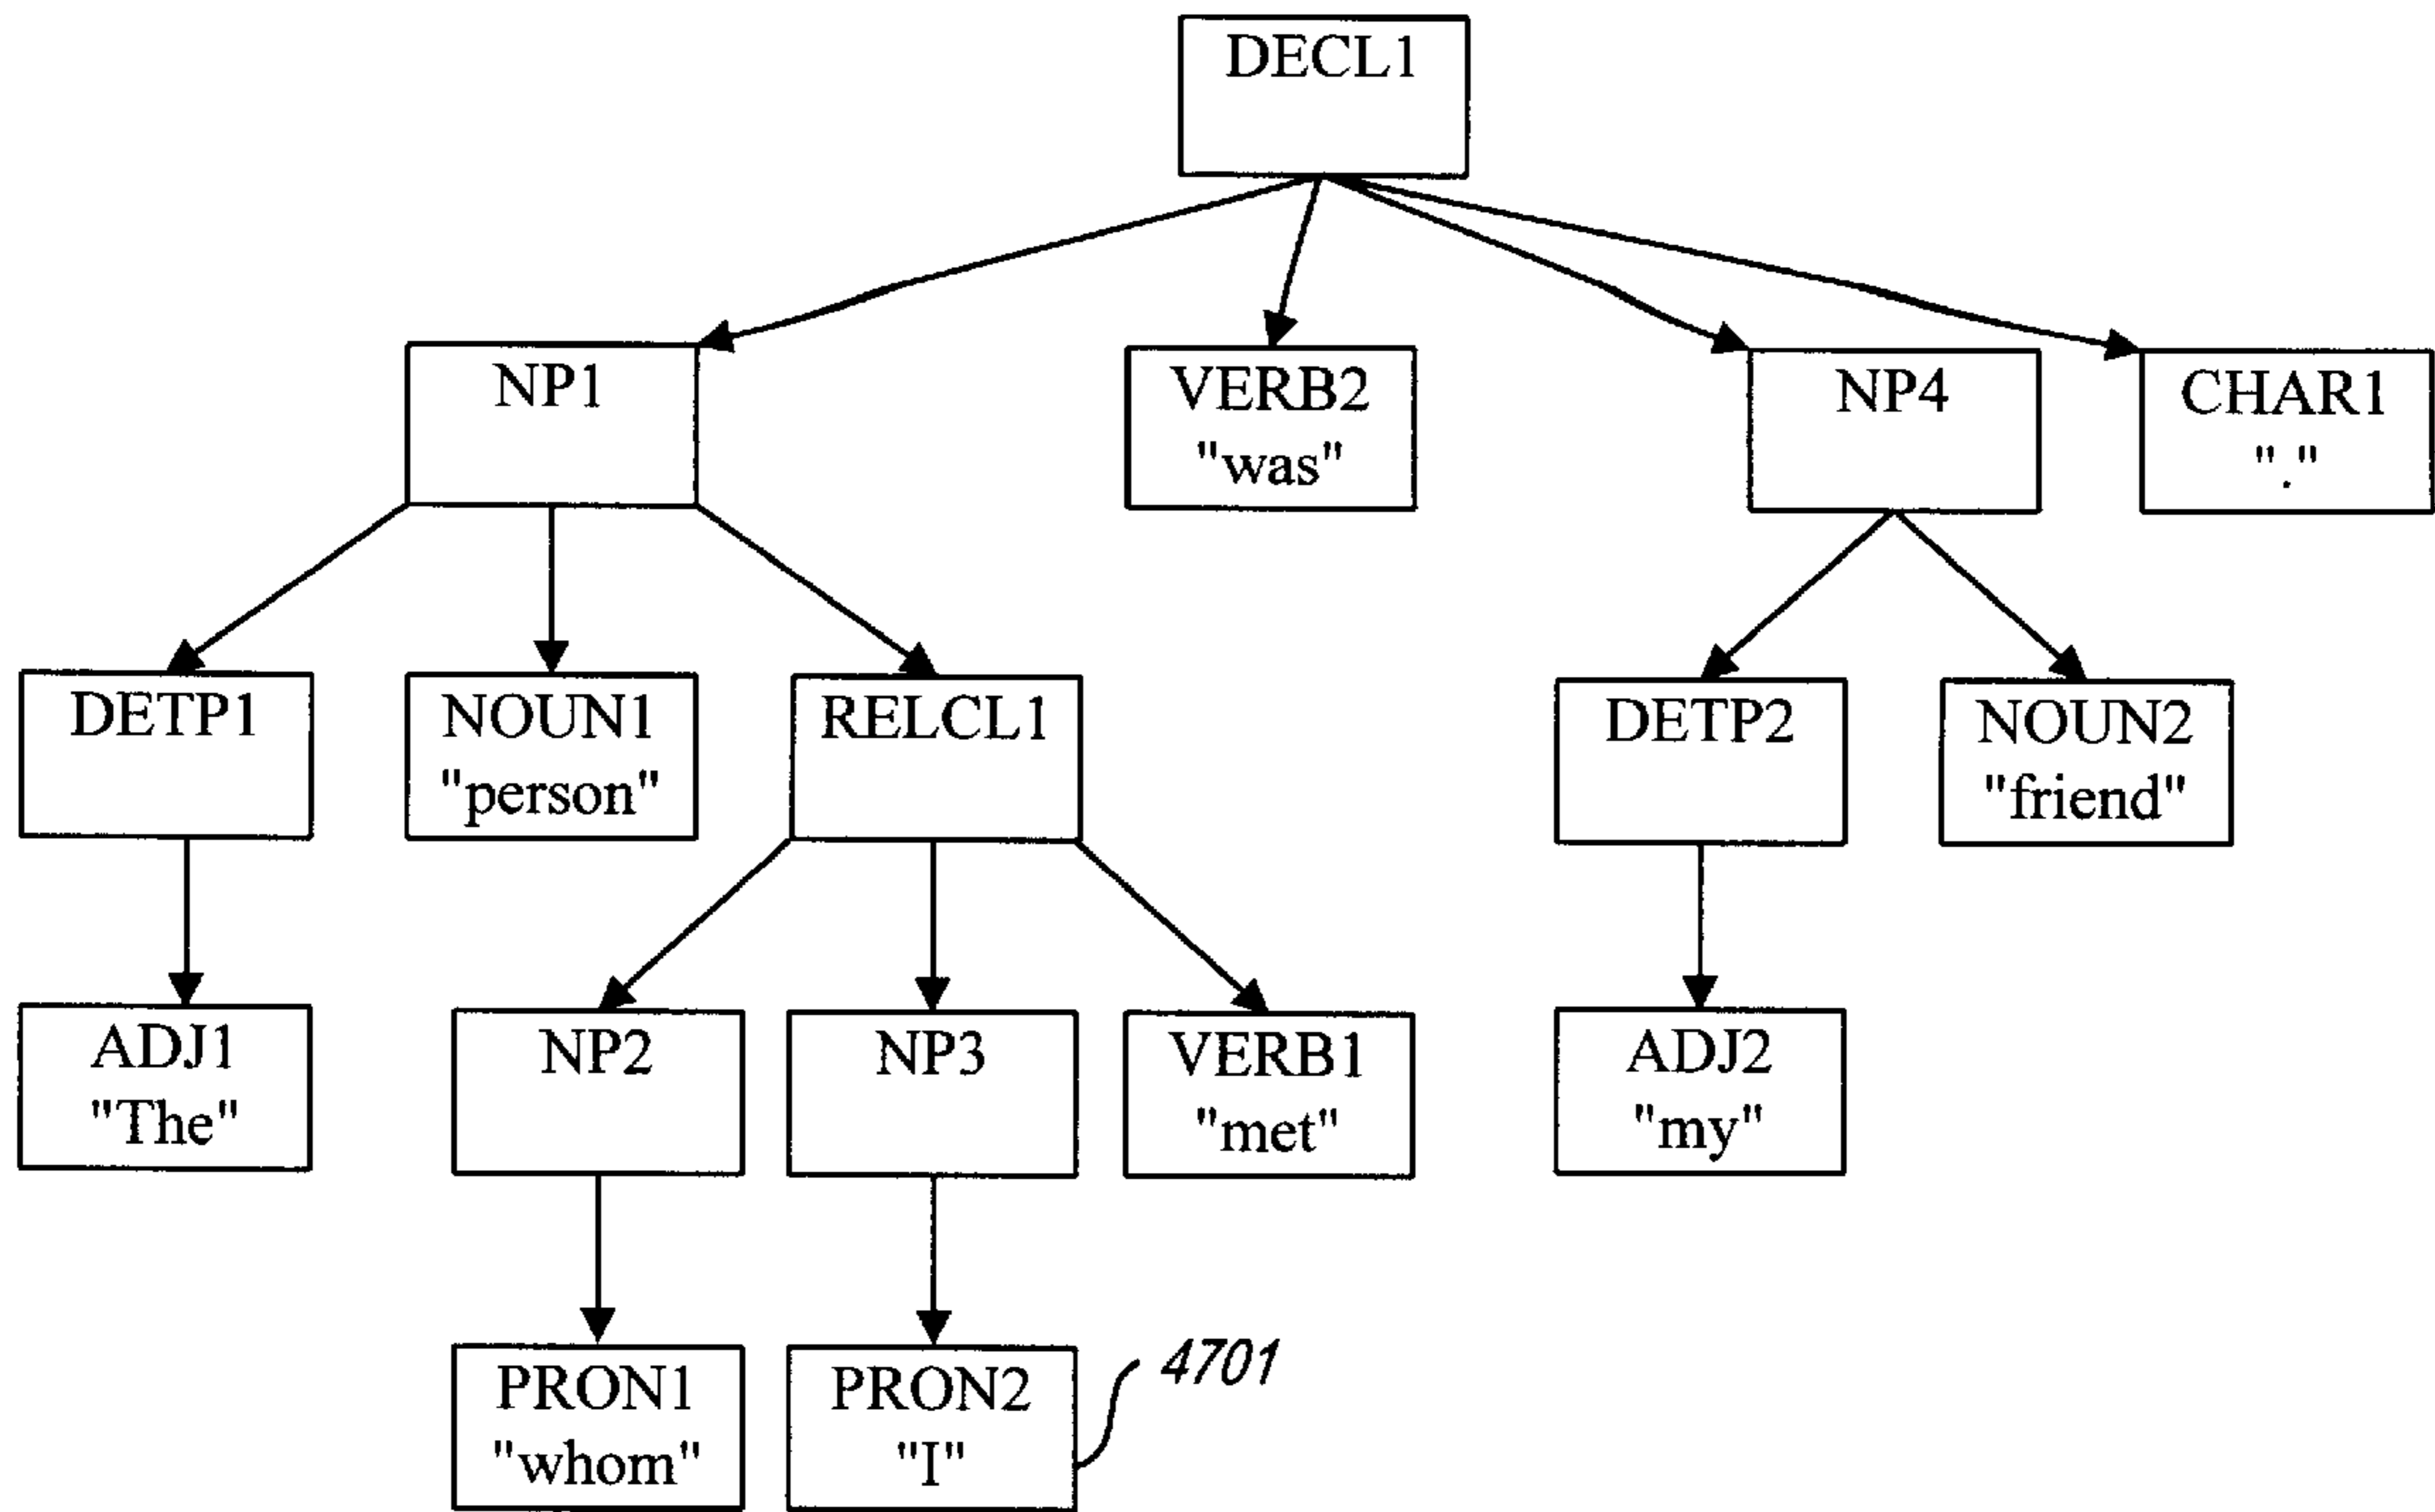 DECL1
NP1
VERB2
"was"
NP4
CHAR1
"."
DETP1
NOUN1
"person"
RELCL1
DETP2
NOUN2
"friend"
ADJ1
"The"
NP2
NP3
VERB1
"met"
ADJ2
"my"
PRON1
"whom"
PRON2
"I"
4701